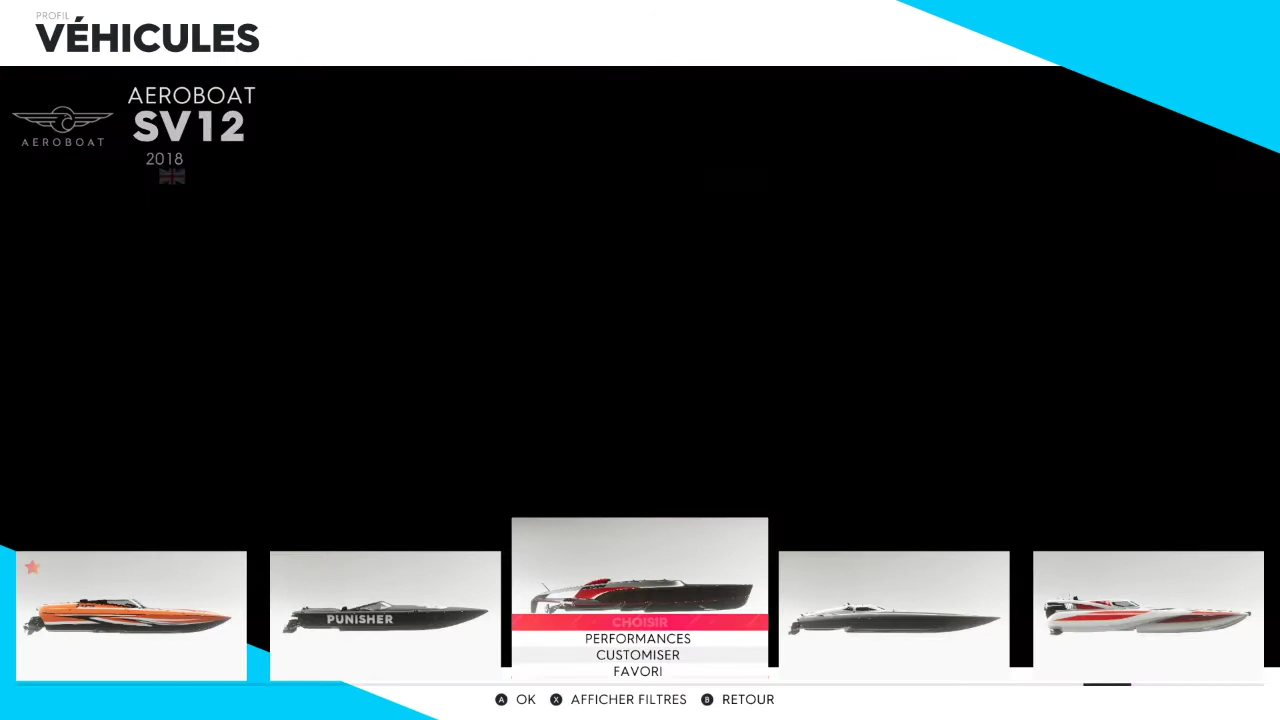 PROFIL
VÉHICULES
AEROBOAT
SV12
AEROBOAT
2018
PUNISHER
CHOISIR
PERFORMANCES
CUSTOMISER
FAVORI
A OK X AFFICHER FILTRES B RETOUR